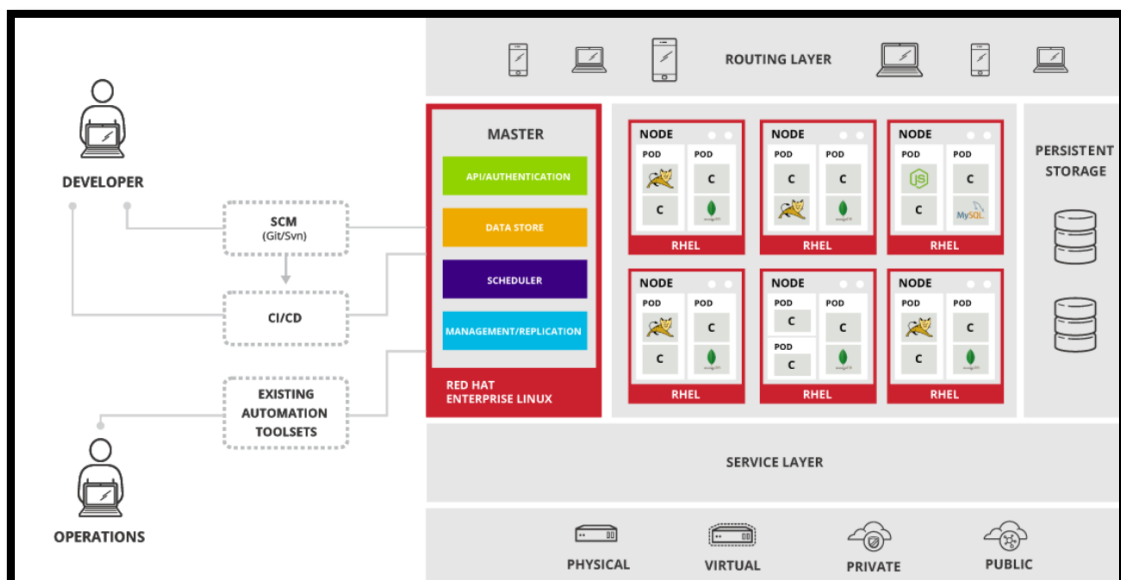 ROUTING LAYER
DEVELOPER
SCM
(Git/Svn)
CI/CD
EXISTING
AUTOMATION
TOOLSETS
OPERATIONS
MASTER
API/AUTHENTICATION
DATA STORE
SCHEDULER
MANAGEMENT/REPLICATION
RED HAT
ENTERPRISE LINUX
NODE
POD POD
C
C
RHEL
NODE
POD POD
C C
RHEL
NODE
POD POD
JS C
C MySQL
RHEL
NODE
POD POD
C
C
RHEL
NODE
POD POD
C C
POD
C
RHEL
NODE
POD POD
C
C
RHEL
PERSISTENT
STORAGE
SERVICE LAYER
PHYSICAL
VIRTUAL
PRIVATE
PUBLIC